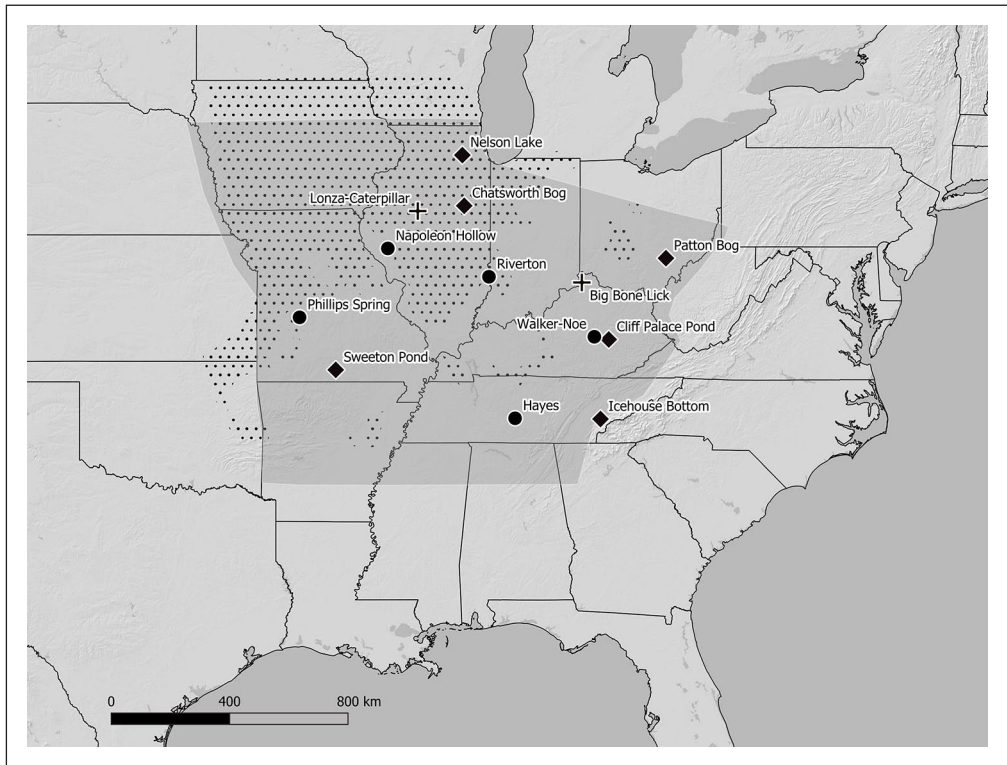 Nelson Lake
Lonza-Caterpillar
Chatsworth Bog
Napoleon Hollow
Patton Bog
Riverton
Big Bone Lick
Phillips Spring
Walker-Noe
Cliff Palace Pond
Sweeton Pond
Hayes
Icehouse Bottom
0 400 800 km